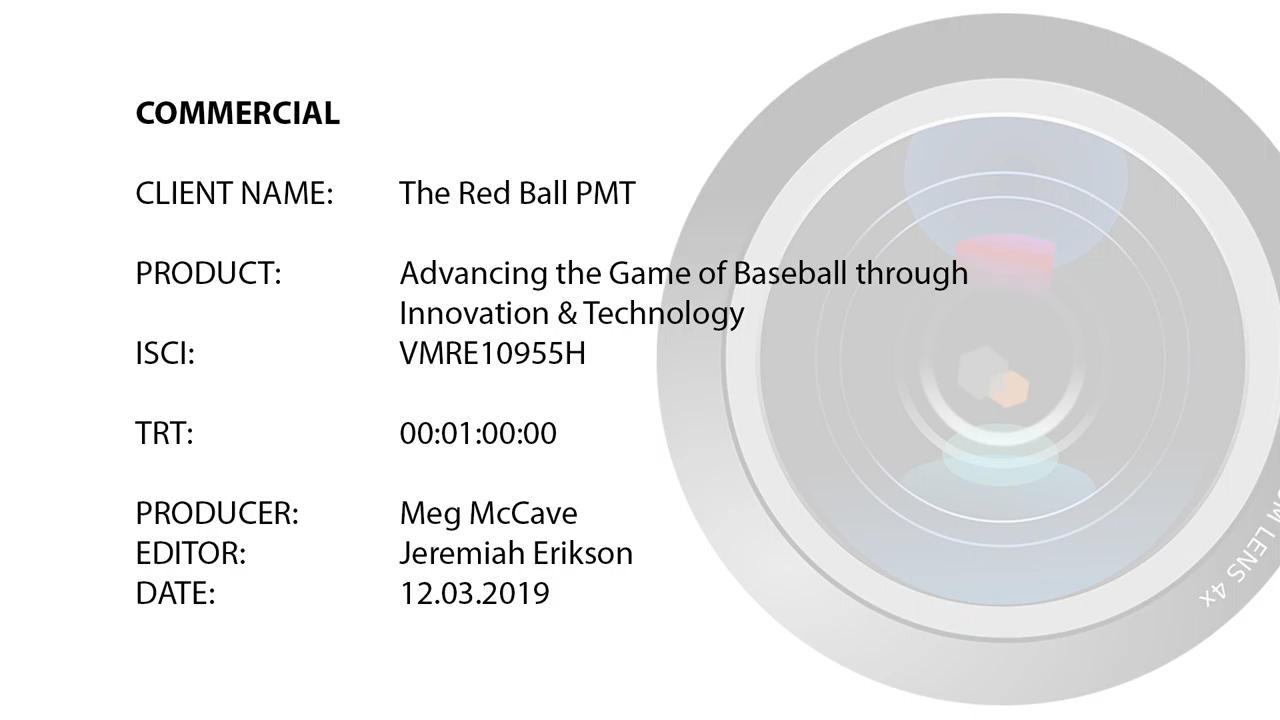 COMMERCIAL
CLIENT NAME: The Red Ball PMT
PRODUCT: Advancing the Game of Baseball through
Innovation & Technology
ISCI: VMRE10955H
TRT: 00:01:00:00
PRODUCER: Meg McCave
EDITOR: Jeremiah Erikson
DATE: 12.03.2019
LENS 4x